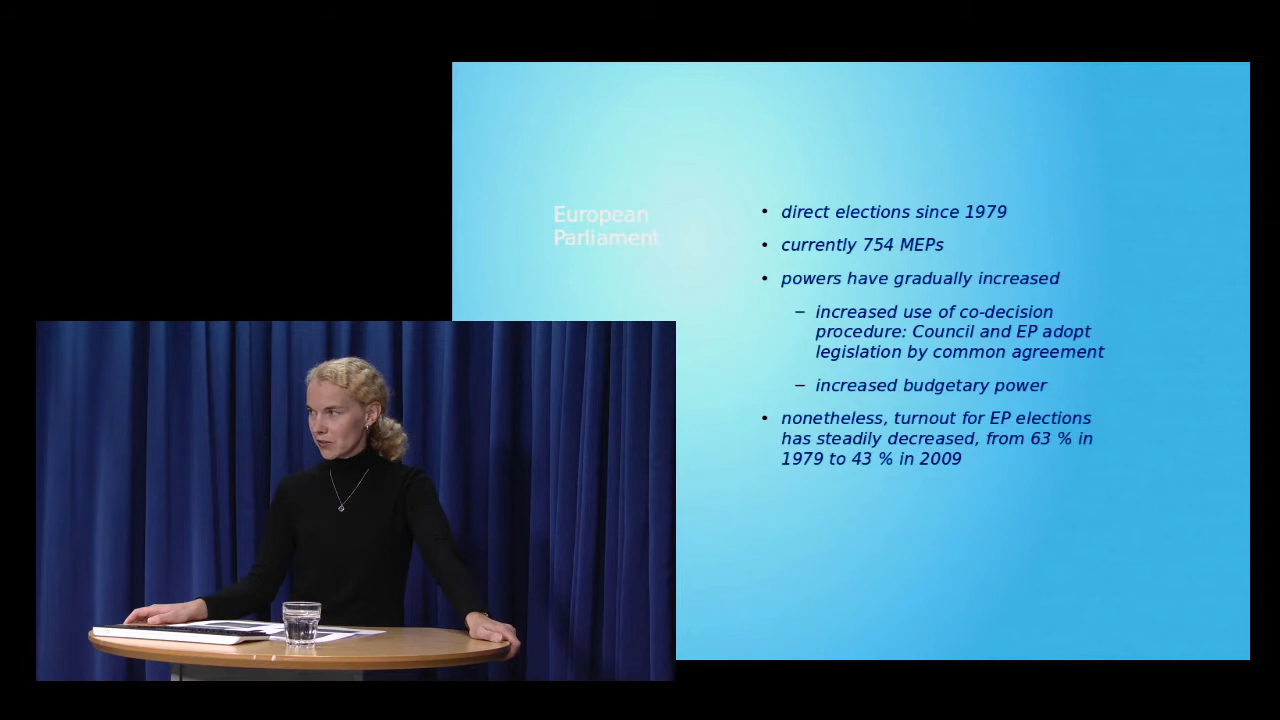 European
Parliament
• direct elections since 1979
• currently 754 MEPs
• powers have gradually increased
– increased use of co-decision
procedure: Council and EP adopt
legislation by common agreement
– increased budgetary power
• nonetheless, turnout for EP elections
has steadily decreased, from 63 % in
1979 to 43 % in 2009